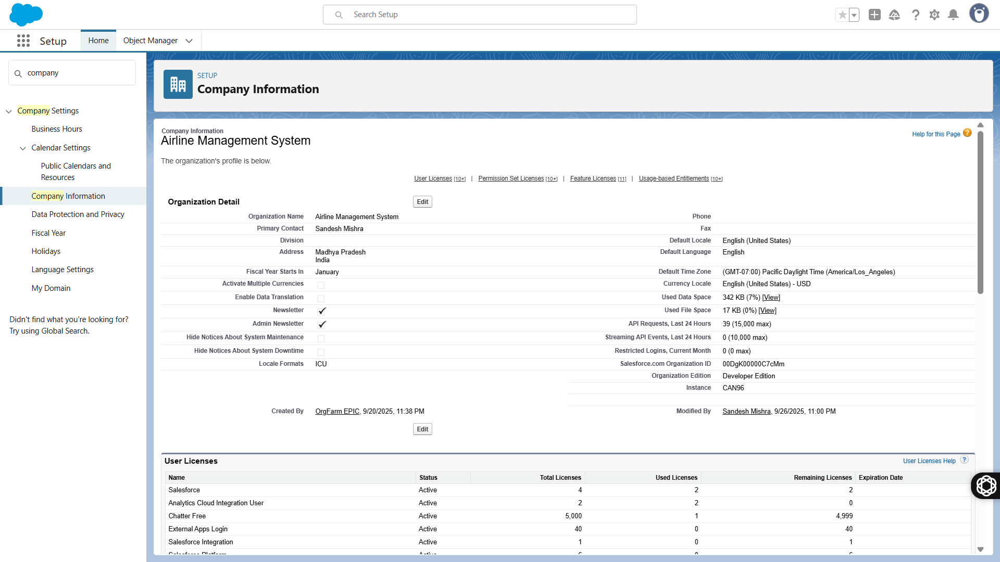 Search Setup
Setup
Home
Object Manager
company
Company Settings
Business Hours
Calendar Settings
Public Calendars and
Resources
Company Information
Data Protection and Privacy
Fiscal Year
Holidays
Language Settings
My Domain
Didn't find what you're looking for?
Try using Global Search.
SETUP
Company Information
Company Information
Airline Management System
Help for this Page
The organization's profile is below.
User Licenses [10+] | Permission Set Licenses [10+] | Feature Licenses [11] | Usage-based Entitlements [10+]
Organization Detail Edit
Organization Name Airline Management System Phone
Primary Contact Sandesh Mishra Fax
Division Default Locale English (United States)
Address Madhya Pradesh Default Language English
India
Fiscal Year Starts In January Default Time Zone (GMT-07:00) Pacific Daylight Time (America/Los_Angeles)
Activate Multiple Currencies Currency Locale English (United States) - USD
Enable Data Translation Used Data Space 342 KB (7%) [View]
Newsletter Used File Space 17 KB (0%) [View]
Admin Newsletter API Requests, Last 24 Hours 39 (15,000 max)
Hide Notices About System Maintenance Streaming API Events, Last 24 Hours 0 (10,000 max)
Hide Notices About System Downtime Restricted Logins, Current Month 0 (0 max)
Locale Formats ICU Salesforce.com Organization ID 00DgK00000C7cMm
Organization Edition Developer Edition
Instance CAN96
Created By OrgFarm EPIC, 9/20/2025, 11:38 PM Modified By Sandesh Mishra, 9/26/2025, 11:00 PM
Edit
User Licenses User Licenses Help ?
Name Status Total Licenses Used Licenses Remaining Licenses Expiration Date
Salesforce Active 4 2 2
Analytics Cloud Integration User Active 2 2 0
Chatter Free Active 5,000 1 4,999
External Apps Login Active 40 0 40
Salesforce Integration Active 1 0 1
Salesforce Platform Active